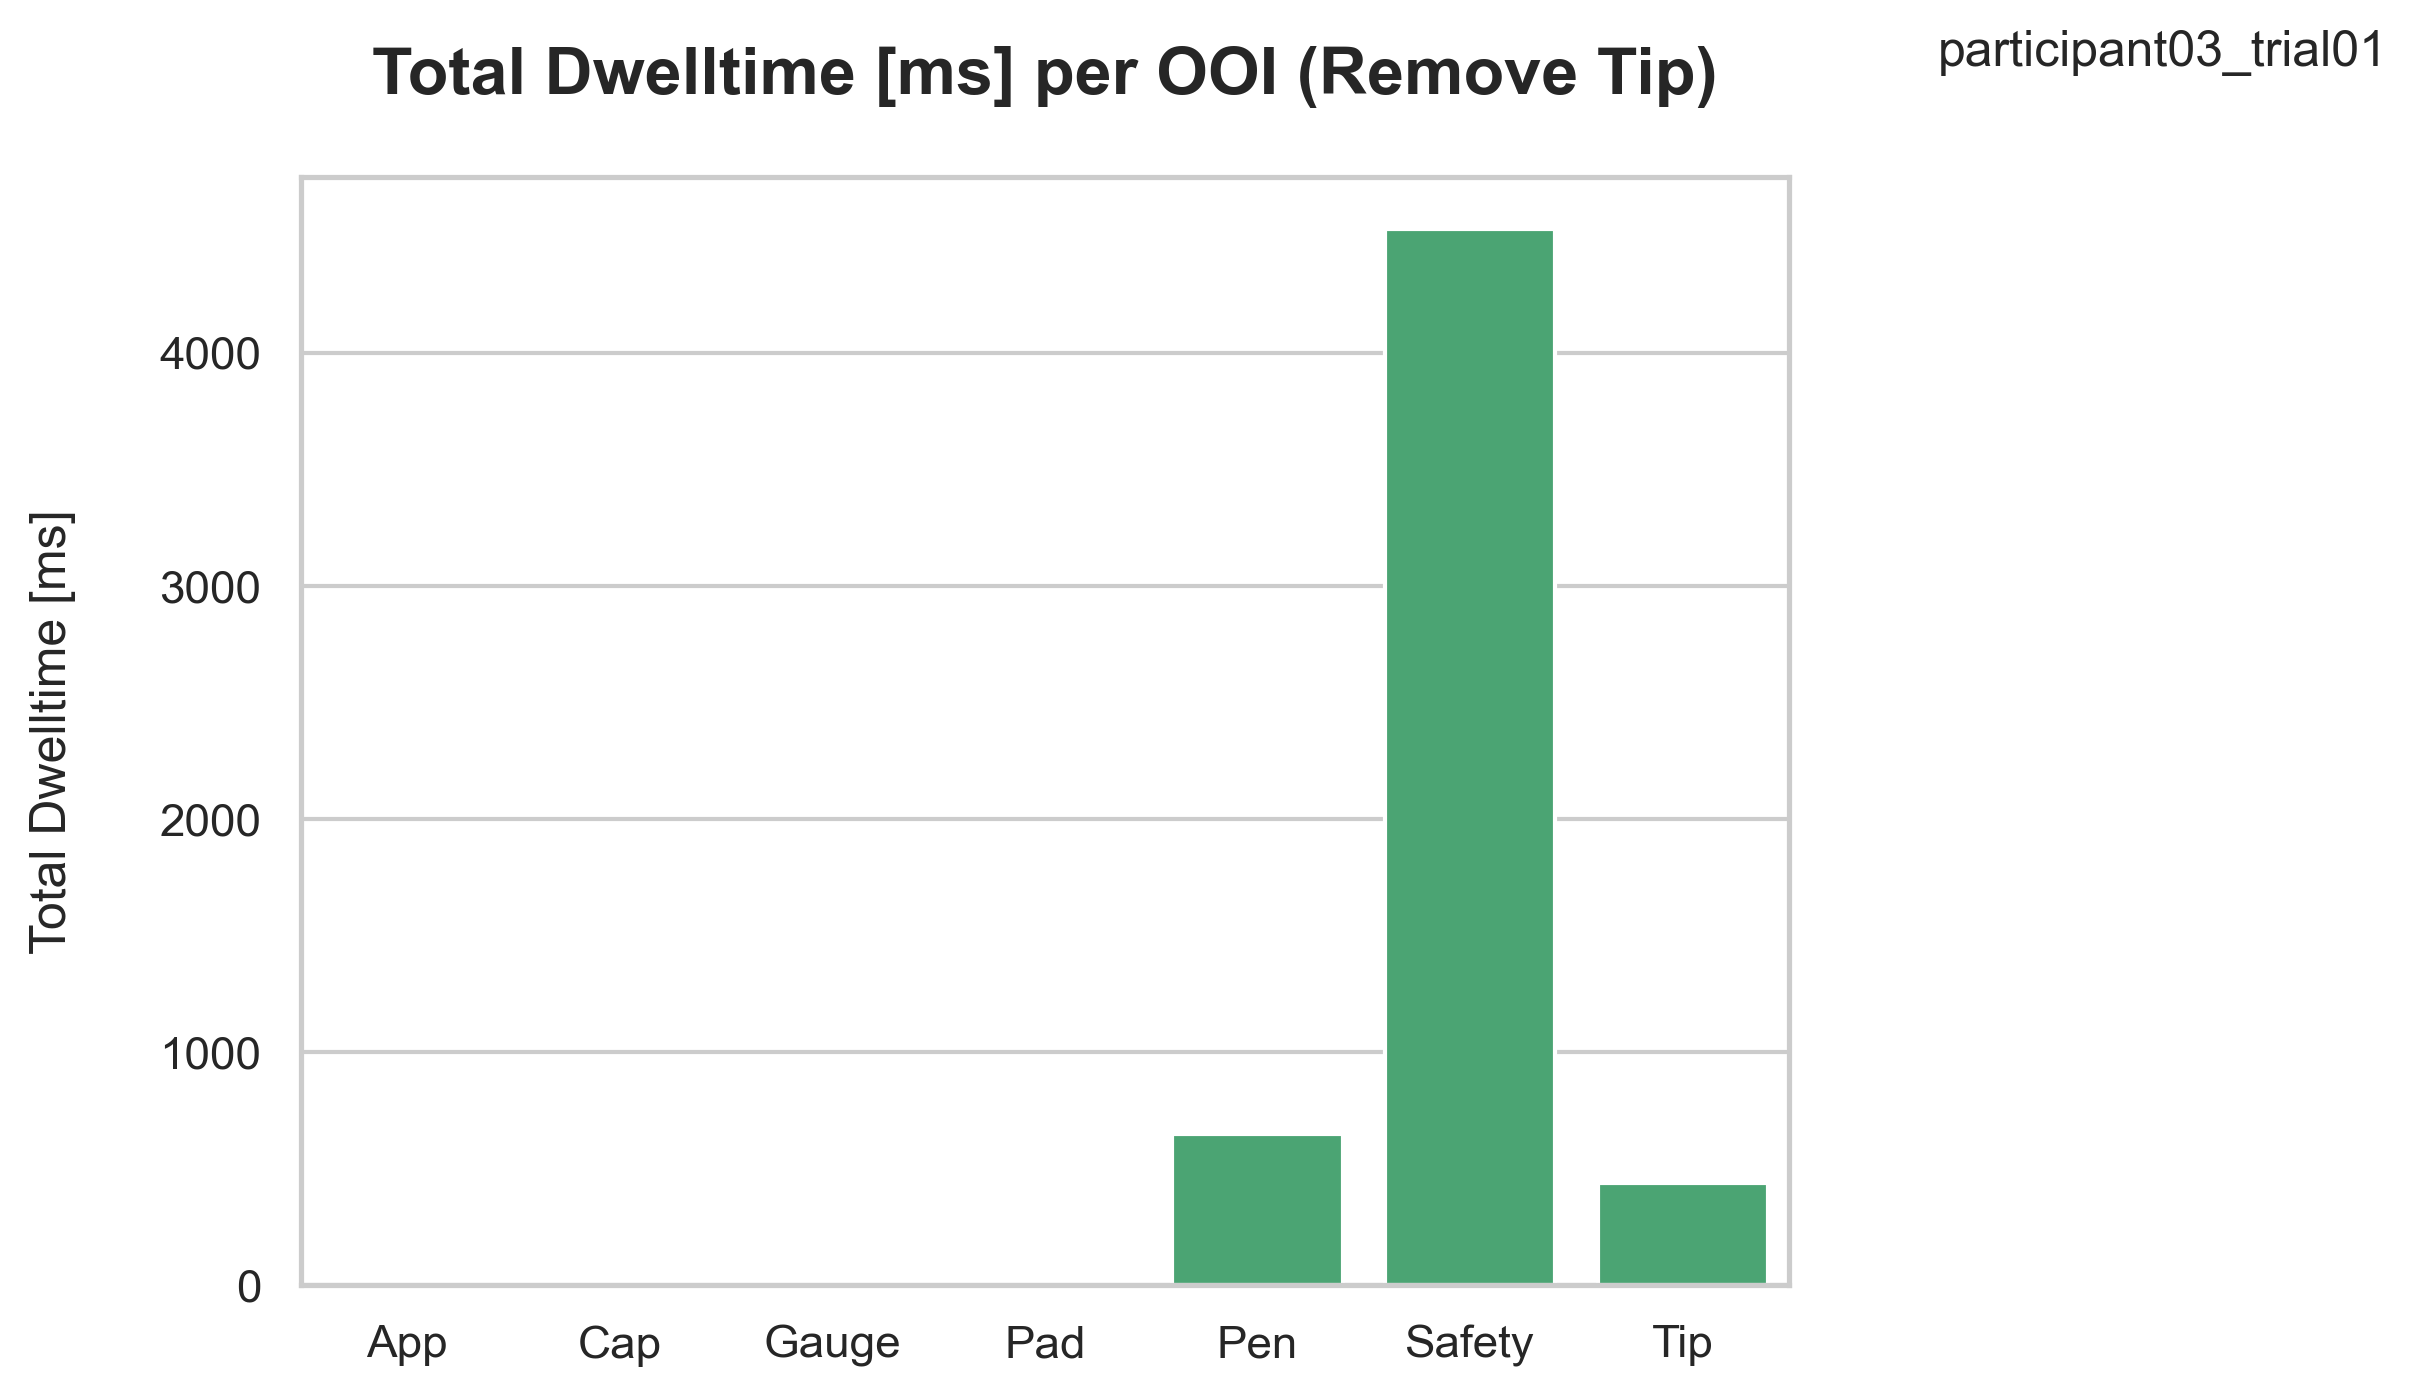 Total Dwelltime [ms] per OOI (Remove Tip)
participant03_trial01
Total Dwelltime [ms]
4000
3000
2000
1000
0
App Cap Gauge Pad Pen Safety Tip